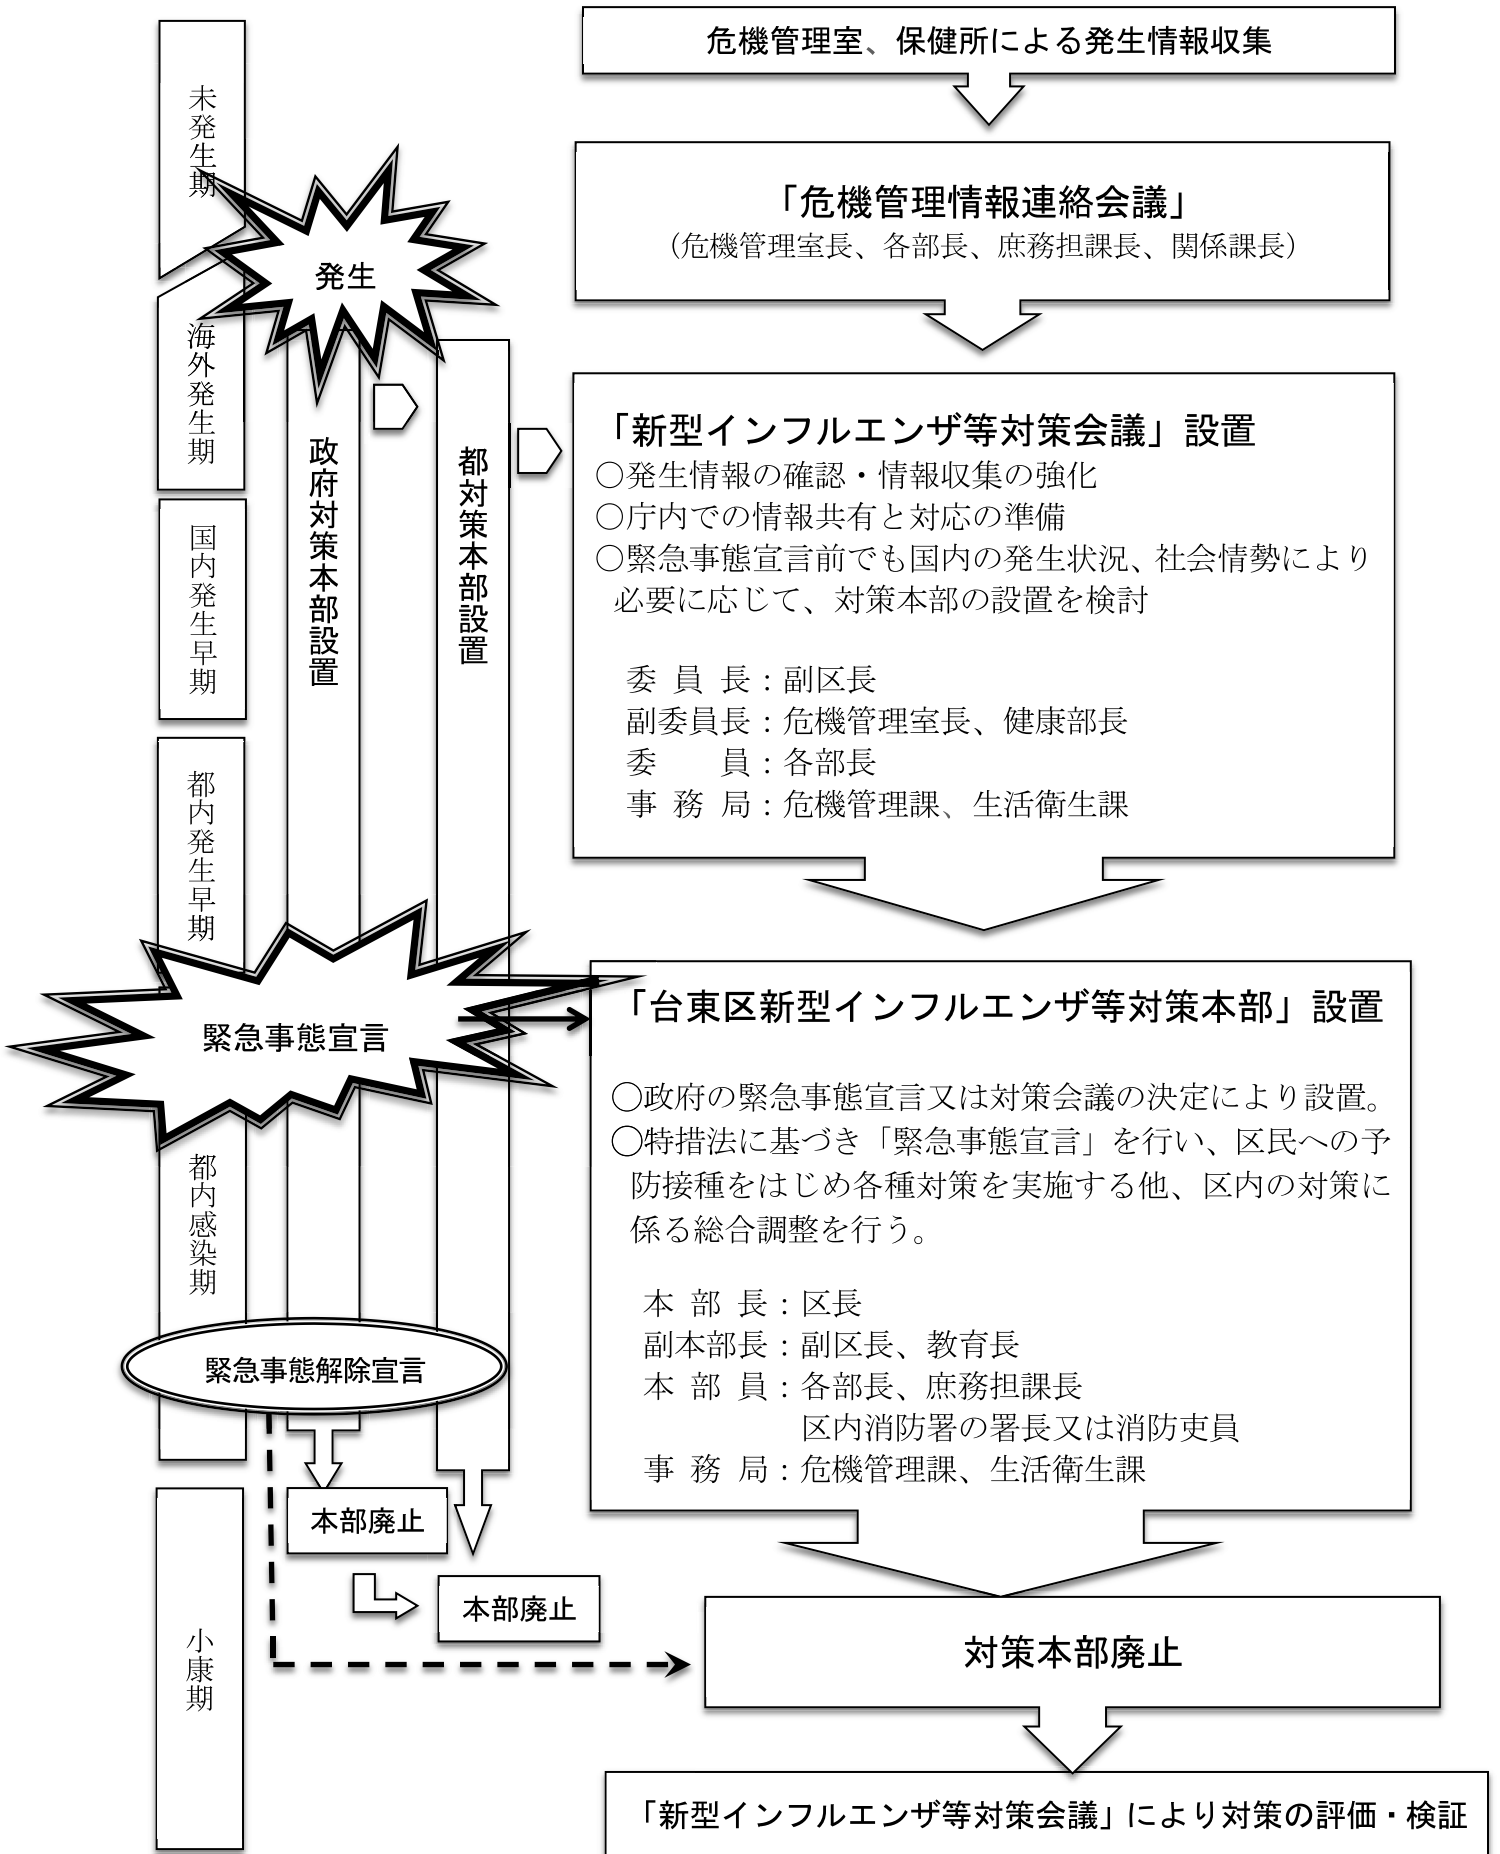 危機管理室、保健所による発生情報収集
「危機管理情報連絡会議」
（危機管理室長、各部長、庶務担課長、関係課長）
「新型インフルエンザ等対策会議」設置
○発生情報の確認・情報収集の強化
○庁内での情報共有と対応の準備
○緊急事態宣言前でも国内の発生状況、社会情勢により
必要に応じて、対策本部の設置を検討
委員長：副区長
副委員長：危機管理室長、健康部長
委　　員：各部長
事務局：危機管理課、生活衛生課
「台東区新型インフルエンザ等対策本部」設置
○政府の緊急事態宣言又は対策会議の決定により設置。
○特措法に基づき「緊急事態宣言」を行い、区民への予
防接種をはじめ各種対策を実施する他、区内の対策に
係る総合調整を行う。
本部長：区長
副本部長：副区長、教育長
本部員：各部長、庶務担課長
区内消防署の署長又は消防吏員
事務局：危機管理課、生活衛生課
対策本部廃止
「新型インフルエンザ等対策会議」により対策の評価・検証
未発生期
発生
海外発生期
国内発生早期
都内発生早期
緊急事態宣言
都内感染期
緊急事態解除宣言
小康期
政府対策本部設置
都対策本部設置
本部廃止
本部廃止